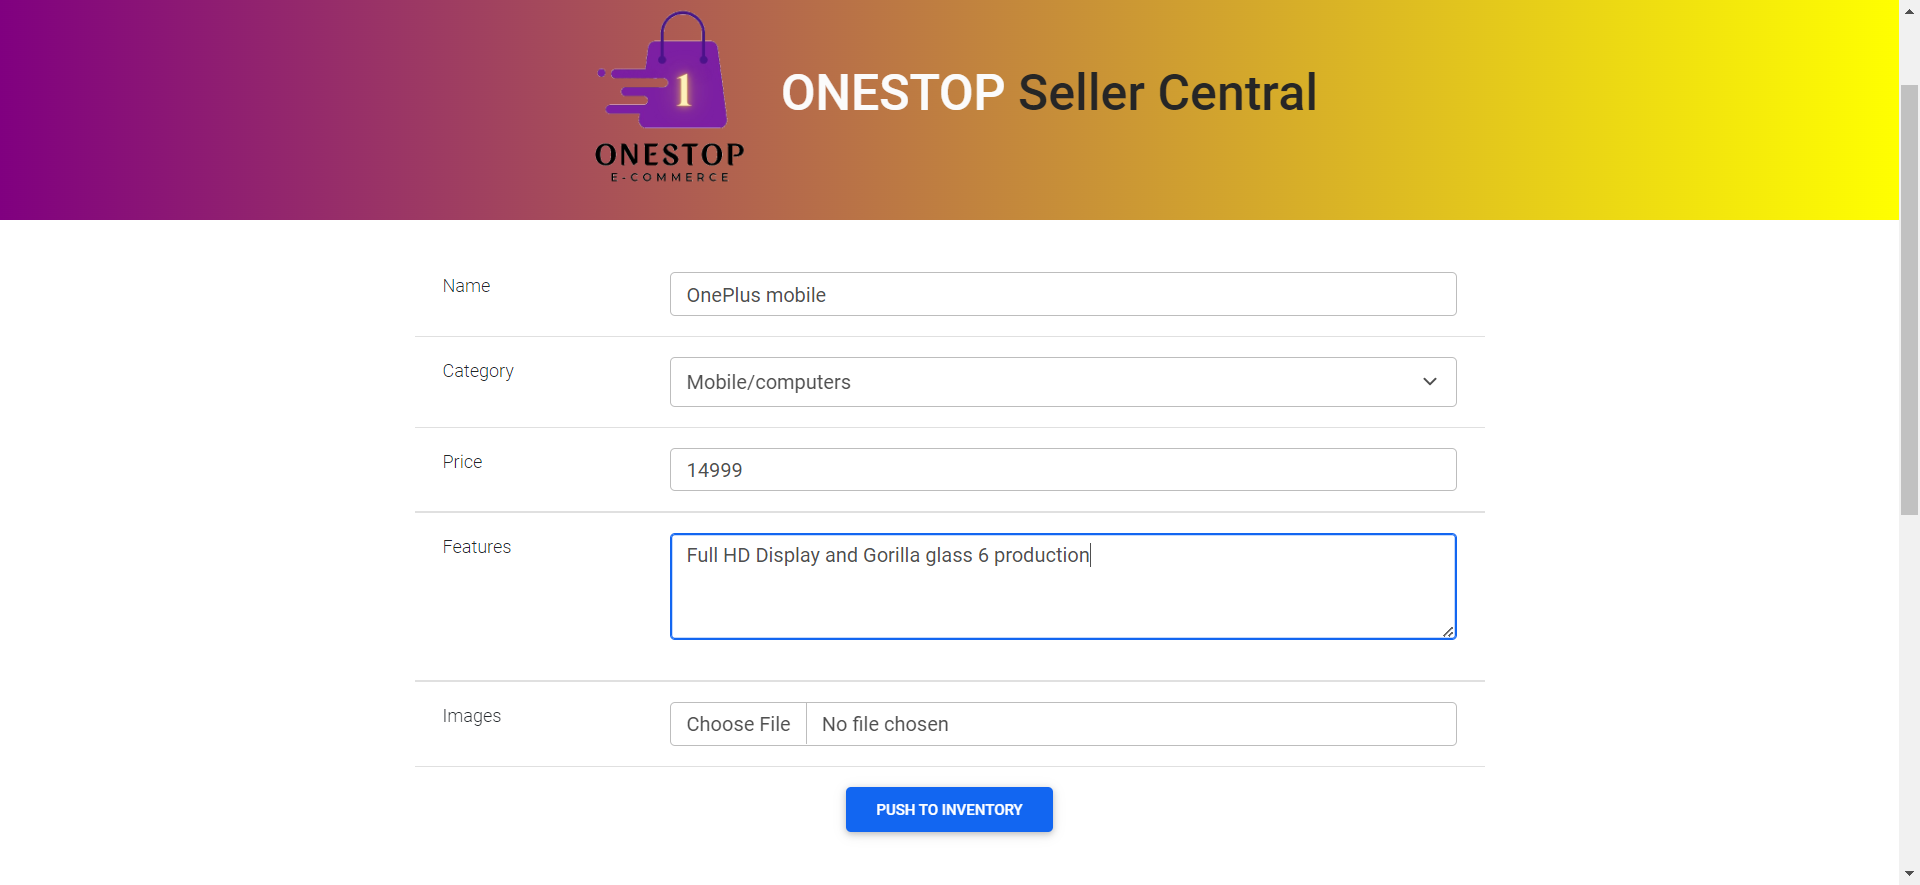 1
ONESTOP
E-COMMERCE
ONESTOP Seller Central
Name
OnePlus mobile
Category
Mobile/computers
Price
14999
Features
Full HD Display and Gorilla glass 6 production
Images
Choose File No file chosen
PUSH TO INVENTORY